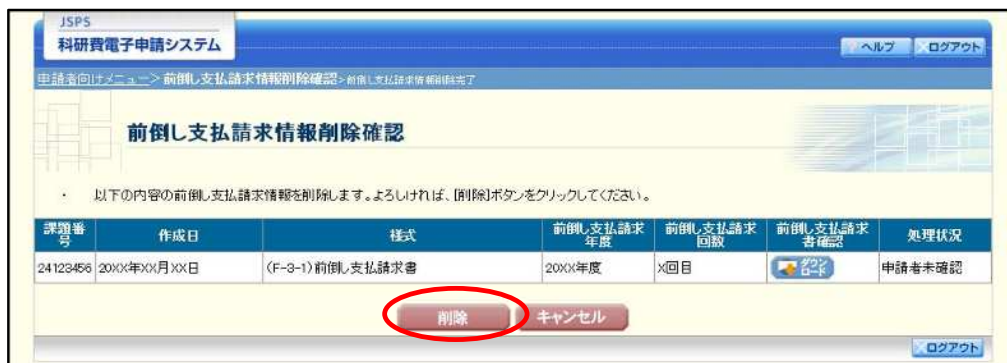 JSPS
科研費電子申請システム
ヘルプ ログアウト
申請者向けメニュー>前倒し支払請求情報削除確認>前倒し支払請求情報削除完了
前倒し支払請求情報削除確認
・ 以下の内容の前倒し支払請求情報を削除します。よろしければ、[削除]ボタンをクリックしてください。
課題番号 作成日 様式 前倒し支払請求年度 前倒し支払請求回数 前倒し支払請求書確認 処理状況
24123456 20XX年XX月XX日 (F-3-1)前倒し支払請求書 20XX年度 X回目 ダウンロード 申請者未確認
削除 キャンセル
ログアウト